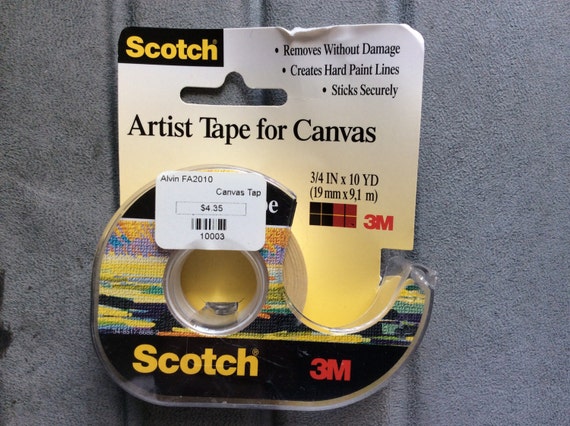 Scotch®
• Removes Without Damage
• Creates Hard Paint Lines
• Sticks Securely
Artist Tape for Canvas
3/4 IN x 10 YD
(19 mm x 9,1 m)
3M
Alvin FA2010
Canvas Tap
$4.35
10003
Scotch®
3M